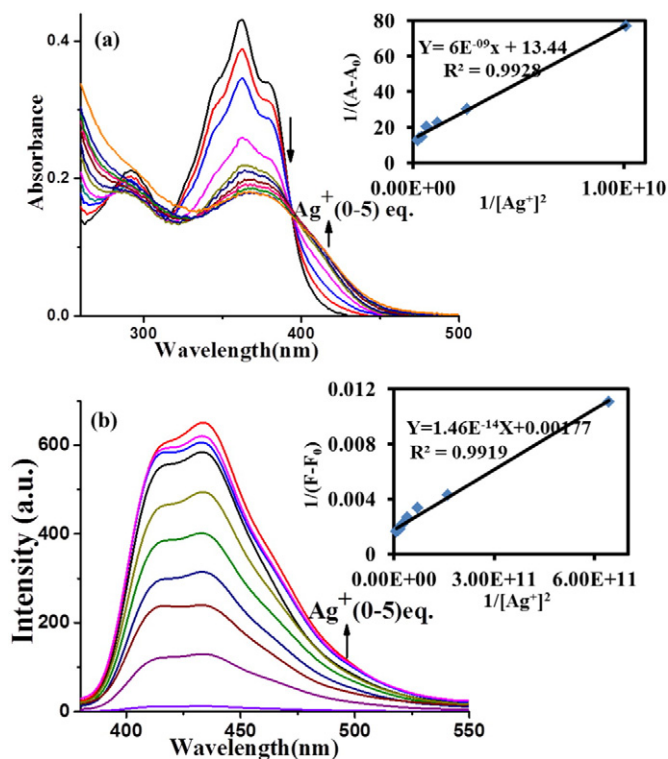 (a)
Absorbance
0.4
0.2
0.0
300
400
500
Wavelength(nm)
Ag⁺(0-5) eq.
1/(A-A₀)
80
60
40
20
0
Y= 6E⁻⁰⁹x + 13.44
R² = 0.9928
0.00E+00
1.00E+10
1/[Ag⁺]²
(b)
Intensity (a.u.)
600
400
200
0
400
450
500
550
Wavelength(nm)
Ag⁺(0-5)eq.
1/(F-F₀)
0.012
0.008
0.004
0
Y=1.46E⁻¹⁴X+0.00177
R² = 0.9919
0.00E+00
3.00E+11
6.00E+11
1/[Ag⁺]²